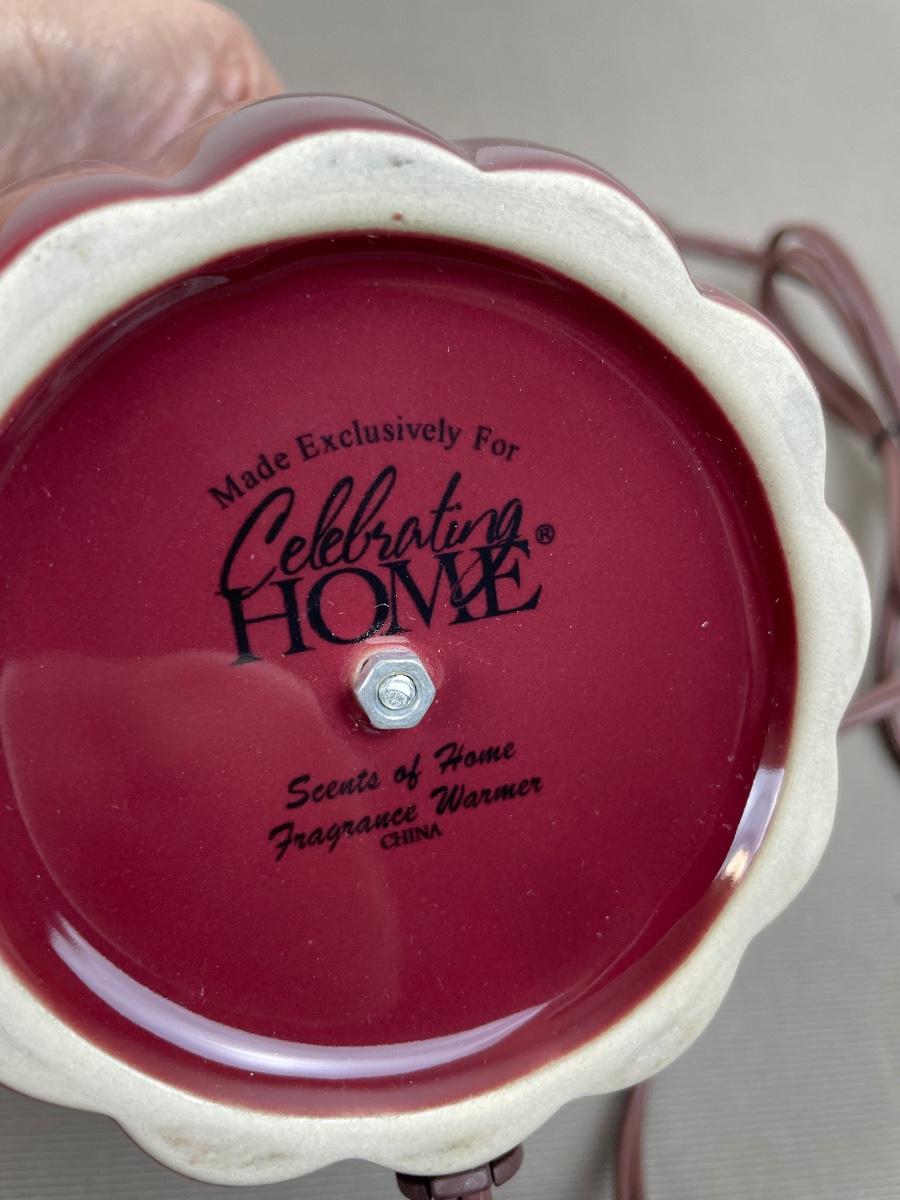 Made Exclusively For
Celebrating
HOME®
Scents of Home
Fragrance Warmer
CHINA